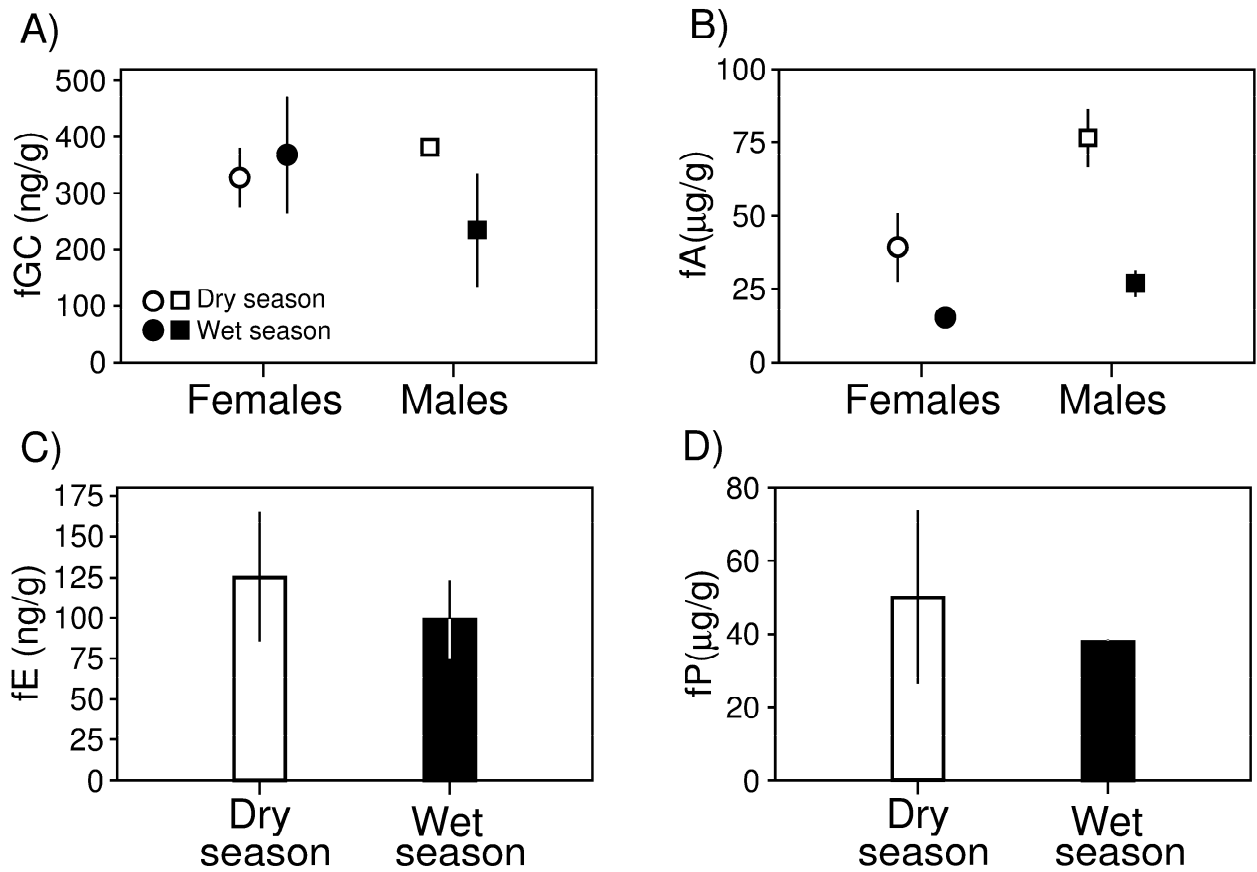 A)
fGC (ng/g)
500
400
300
200
100
0
Dry season
Wet season
Females
Males
B)
fA(μg/g)
100
75
50
25
0
Females
Males
C)
fE (ng/g)
175
150
125
100
75
50
25
0
Dry
season
Wet
season
D)
fP(μg/g)
80
60
40
20
0
Dry
season
Wet
season